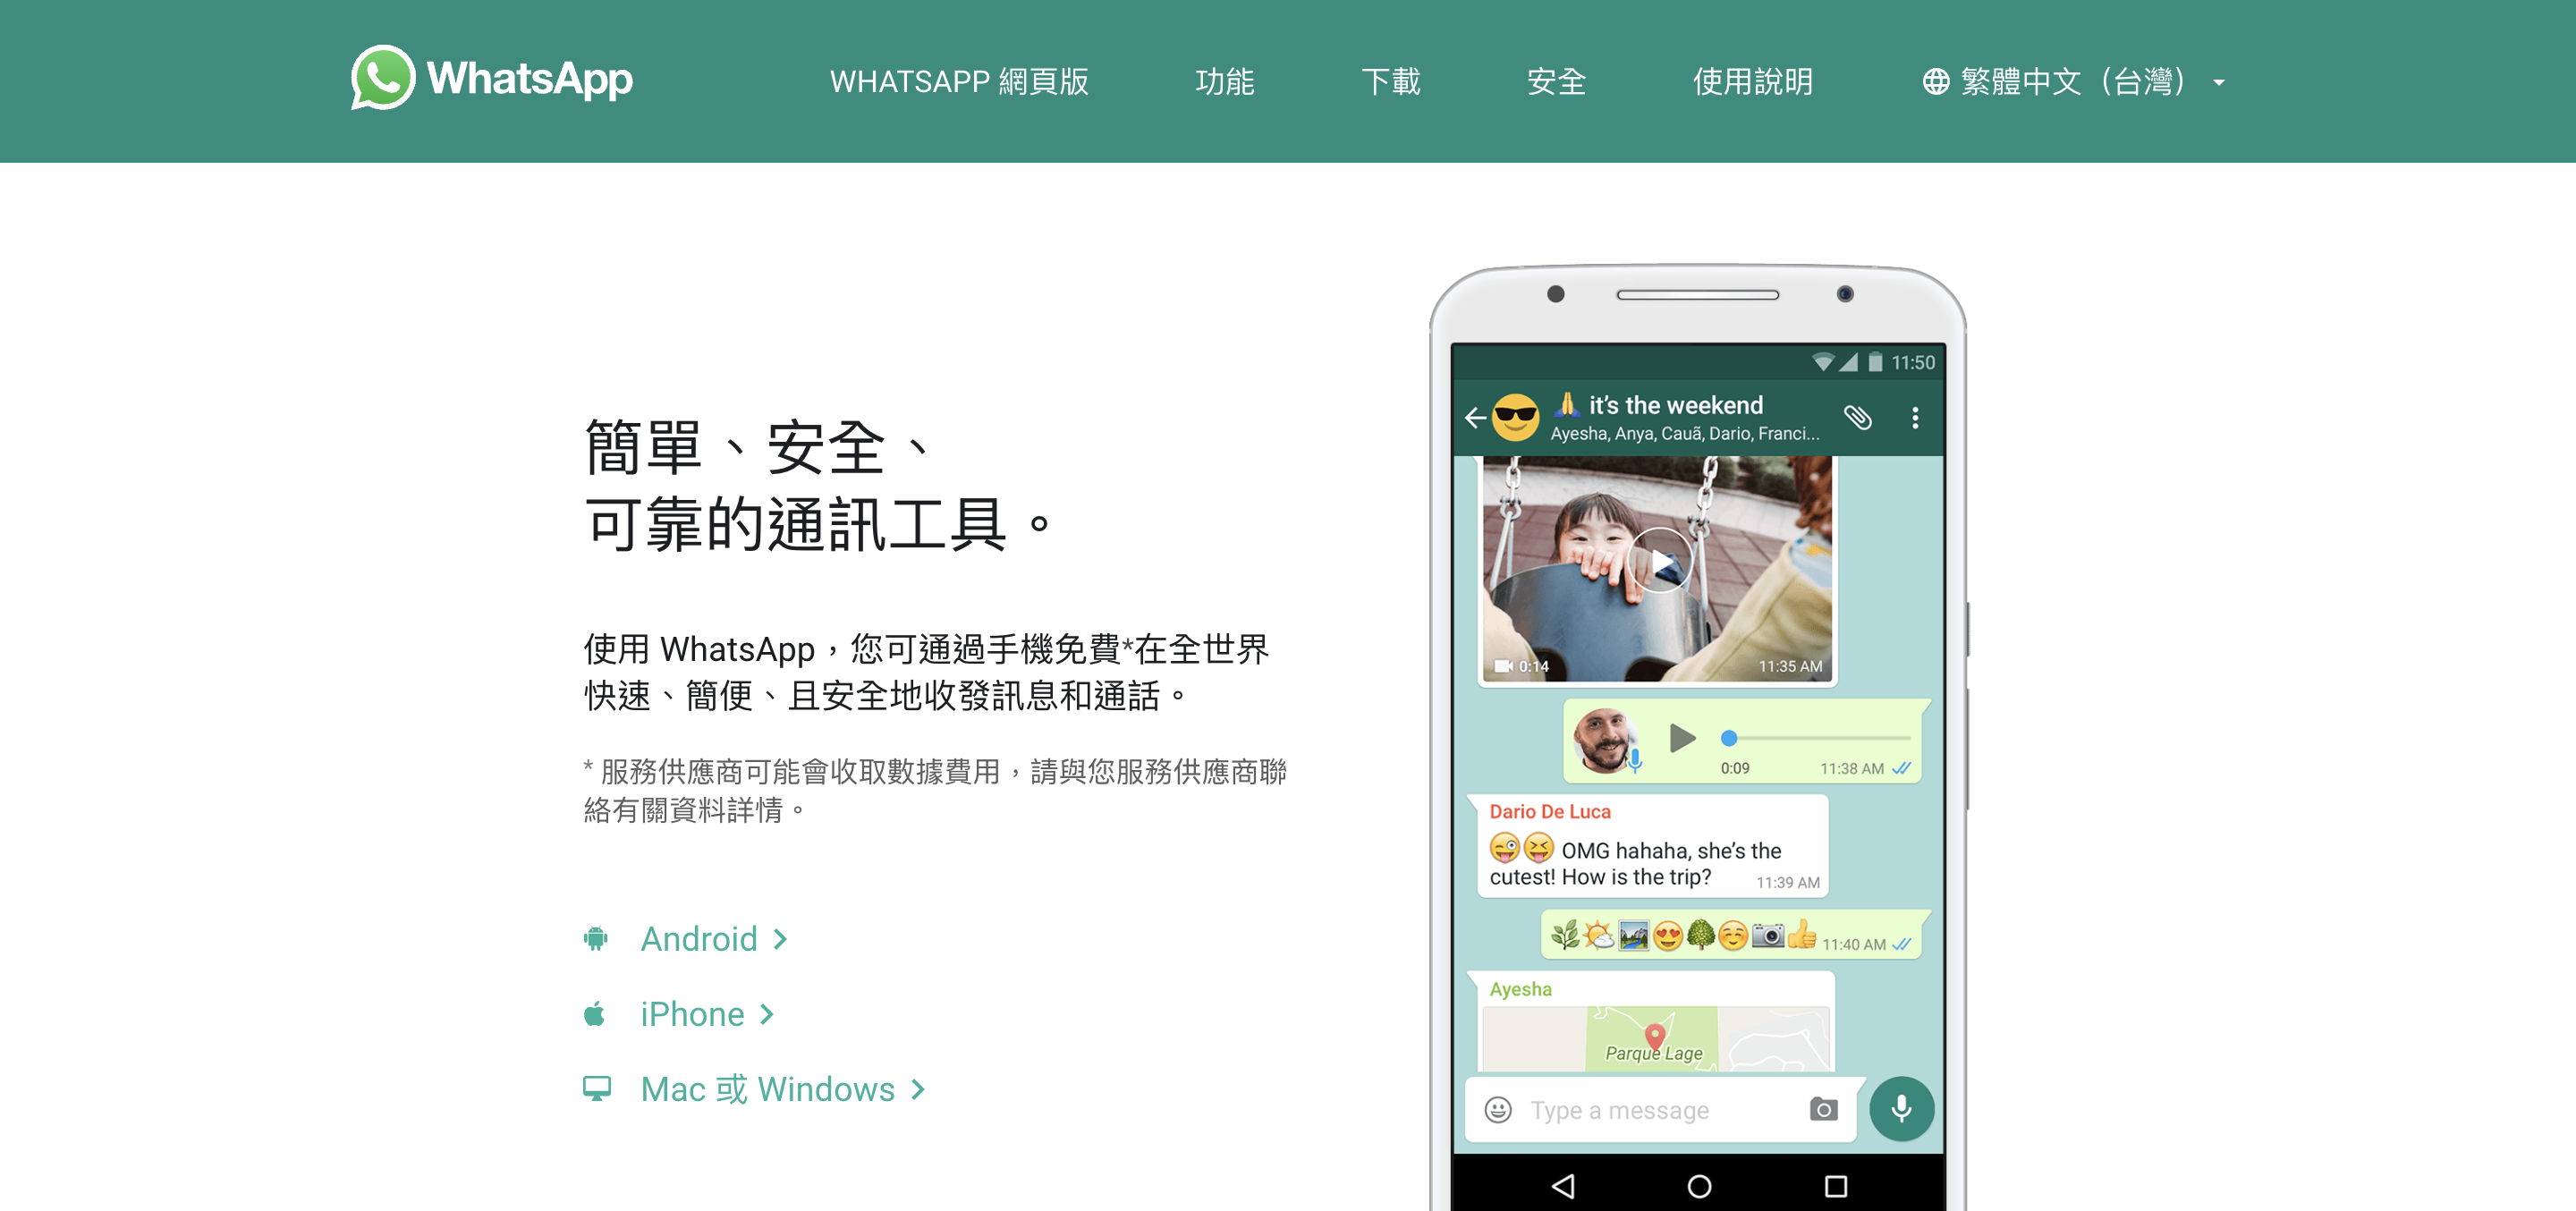 WhatsApp
WHATSAPP 網頁版
功能
下載
安全
使用說明
繁體中文（台灣）
簡單、安全、
可靠的通訊工具。
使用 WhatsApp，您可通過手機免費*在全世界
快速、簡便、且安全地收發訊息和通話。
* 服務供應商可能會收取數據費用，請與您服務供應商聯
絡有關資料詳情。
Android
iPhone
Mac 或 Windows
11:50
🙏 it’s the weekend
Ayesha, Anya, Cauã, Dario, Franci...
0:14
11:35 AM
0:09
11:38 AM
Dario De Luca
😜😝 OMG hahaha, she’s the
cutest! How is the trip?
11:39 AM
🌿🌤🏞😍🌳☺️📷👍 11:40 AM
Ayesha
Parque Lage
Type a message